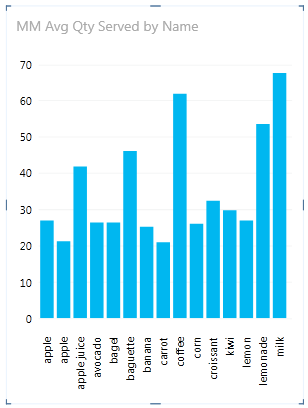 MM Avg Qty Served by Name
70
60
50
40
30
20
10
0
apple
apple
apple juice
avocado
bagel
baguette
banana
carrot
coffee
corn
croissant
kiwi
lemon
lemonade
milk